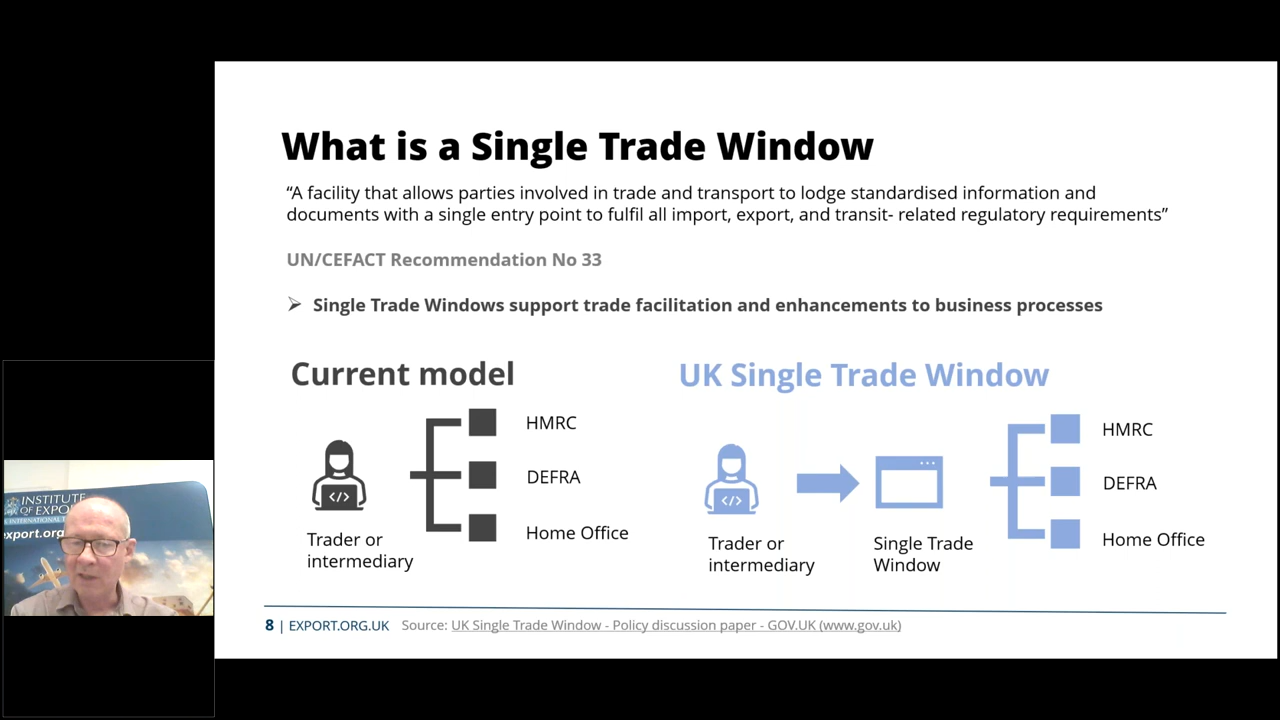 What is a Single Trade Window
“A facility that allows parties involved in trade and transport to lodge standardised information and
documents with a single entry point to fulfil all import, export, and transit- related regulatory requirements”
UN/CEFACT Recommendation No 33
➢ Single Trade Windows support trade facilitation and enhancements to business processes
Current model
HMRC
DEFRA
Home Office
</>
Trader or
intermediary
UK Single Trade Window
HMRC
DEFRA
Home Office
</>
Trader or
intermediary
Single Trade
Window
8 | EXPORT.ORG.UK Source: UK Single Trade Window - Policy discussion paper - GOV.UK (www.gov.uk)
INSTITUTE
OF EXPO
export.org